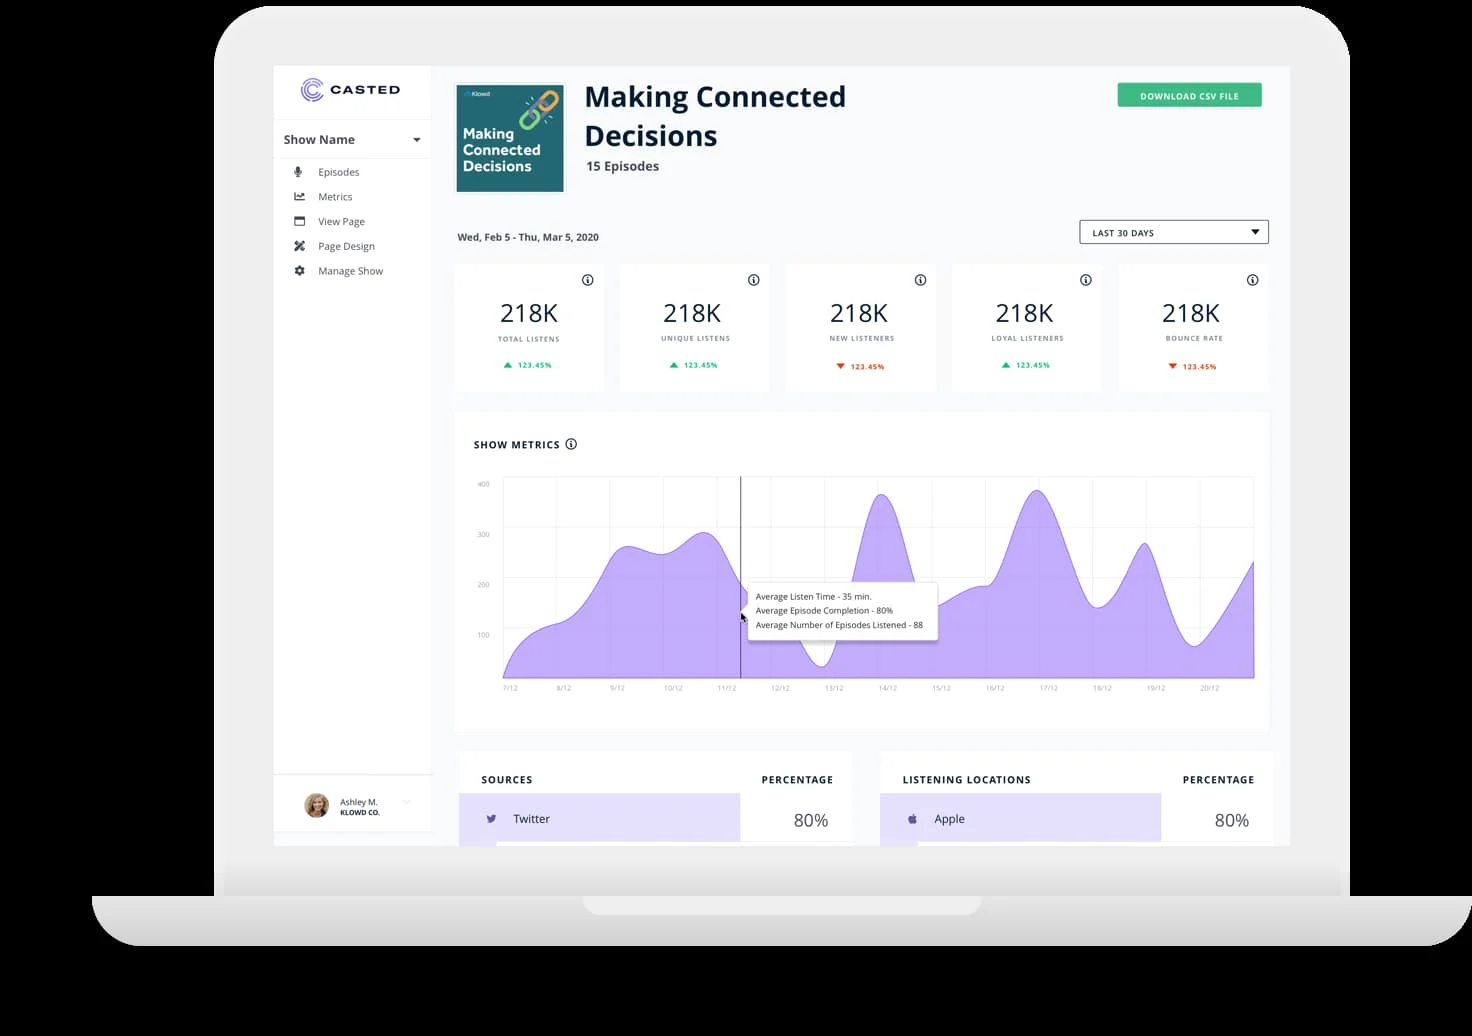 CASTED
Show Name
Episodes
Metrics
View Page
Page Design
Manage Show
Ashley M.
KLOWD CO.
Klowd
Making
Connected
Decisions
Making Connected
Decisions
15 Episodes
DOWNLOAD CSV FILE
Wed, Feb 5 - Thu, Mar 5, 2020
LAST 30 DAYS
218K
TOTAL LISTENS
123.45%
218K
UNIQUE LISTENS
123.45%
218K
NEW LISTENERS
123.45%
218K
LOYAL LISTENERS
123.45%
218K
BOUNCE RATE
123.45%
SHOW METRICS
400
300
200
100
Average Listen Time - 35 min.
Average Episode Completion - 80%
Average Number of Episodes Listened - 88
7/12 8/12 9/12 10/12 11/12 12/12 13/12 14/12 15/12 16/12 17/12 18/12 19/12 20/12
SOURCES PERCENTAGE
Twitter 80%
LISTENING LOCATIONS PERCENTAGE
Apple 80%